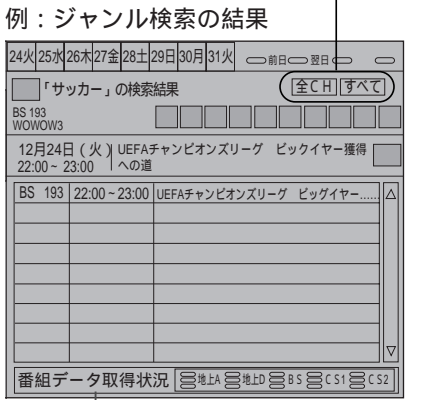 例：ジャンル検索の結果
24火 25水 26木 27金 28土 29日 30月 31火 前日 翌日
「サッカー」の検索結果 全CH すべて
BS 193
WOWOW3
12月24日（火） UEFAチャンピオンズリーグ ビックイヤー獲得
22:00~ 23:00 への道
BS 193 22:00~23:00 UEFAチャンピオンズリーグ ビッグイヤー……
番組データ取得状況 地上A 地上D BS CS1 CS2